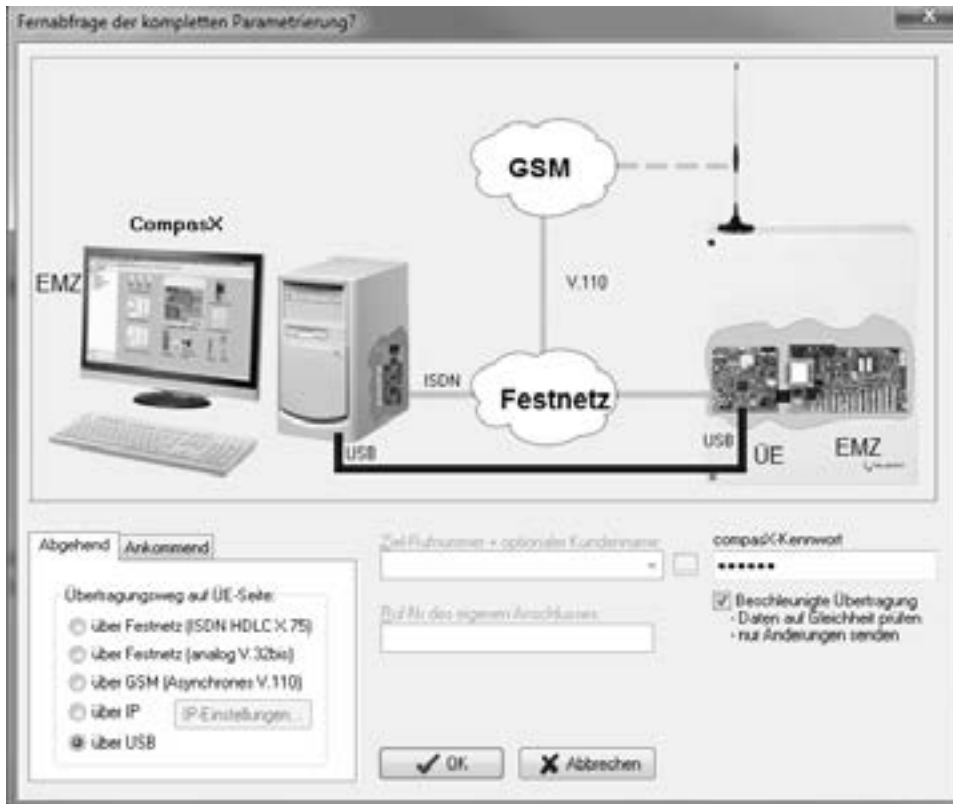 Fernabfrage der kompletten Parametrierung?
GSM
CompasX
EMZ
V.110
ISDN
Festnetz
USB
USB
ÜE
EMZ
Abgehend
Ankommend
Übertragungsweg auf ÜE-Seite:
über Festnetz (ISDN HDLC X.75)
über Festnetz (analog V.32bis)
über GSM (Asynchrones V.110)
über IP
IP-Einstellungen...
über USB
Ziel-Rufnummer + optionaler Kundenname
Ruf-Nr. des eigenen Anschlusses
compasX-Kennwort
Beschleunigte Übertragung
- Daten auf Gleichheit prüfen
- nur Änderungen senden
OK
Abbrechen